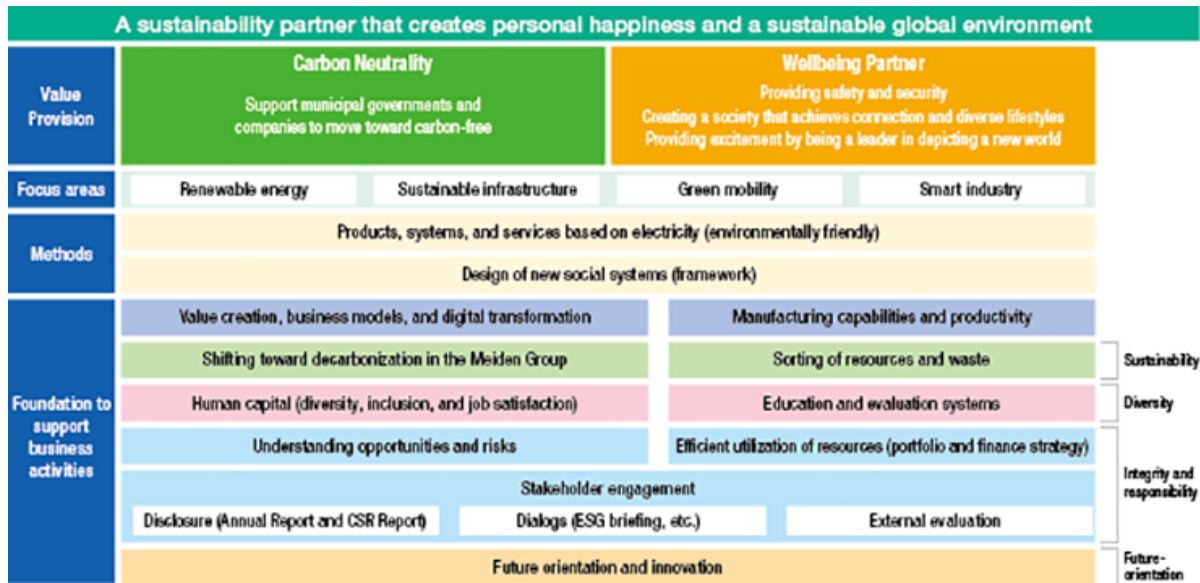 A sustainability partner that creates personal happiness and a sustainable global environment
Value
Provision
Carbon Neutrality
Support municipal governments and
companies to move toward carbon-free
Wellbeing Partner
Providing safety and security
Creating a society that achieves connection and diverse lifestyles
Providing excitement by being a leader in depicting a new world
Focus areas
Renewable energy
Sustainable infrastructure
Green mobility
Smart industry
Methods
Products, systems, and services based on electricity (environmentally friendly)
Design of new social systems (framework)
Foundation to
support
business
activities
Value creation, business models, and digital transformation
Manufacturing capabilities and productivity
Shifting toward decarbonization in the Meiden Group
Sorting of resources and waste
Sustainability
Human capital (diversity, inclusion, and job satisfaction)
Education and evaluation systems
Diversity
Understanding opportunities and risks
Efficient utilization of resources (portfolio and finance strategy)
Integrity and
responsibility
Stakeholder engagement
Disclosure (Annual Report and CSR Report)
Dialogs (ESG briefing, etc.)
External evaluation
Future orientation and innovation
Future-
orientation